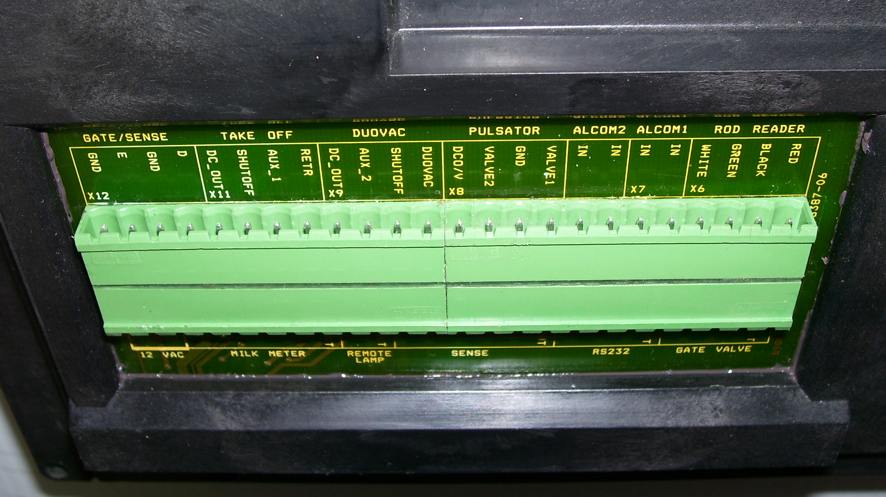 GATE/SENSE TAKE OFF DUOVAC PULSATOR ALCOM2 ALCOM1 ROD READER
GND E GND D DC_OUT SHUTOFF AUX_1 RETR DC_OUT AUX_2 SHUTOFF DUOVAC DCO/V VALVE2 GND VALVE1 IN IN IN IN WHITE GREEN BLACK RED
X12 X11 X9 X8 X7 X6
12 VAC MILK METER REMOTE SENSE RS232 GATE VALVE
LAMP